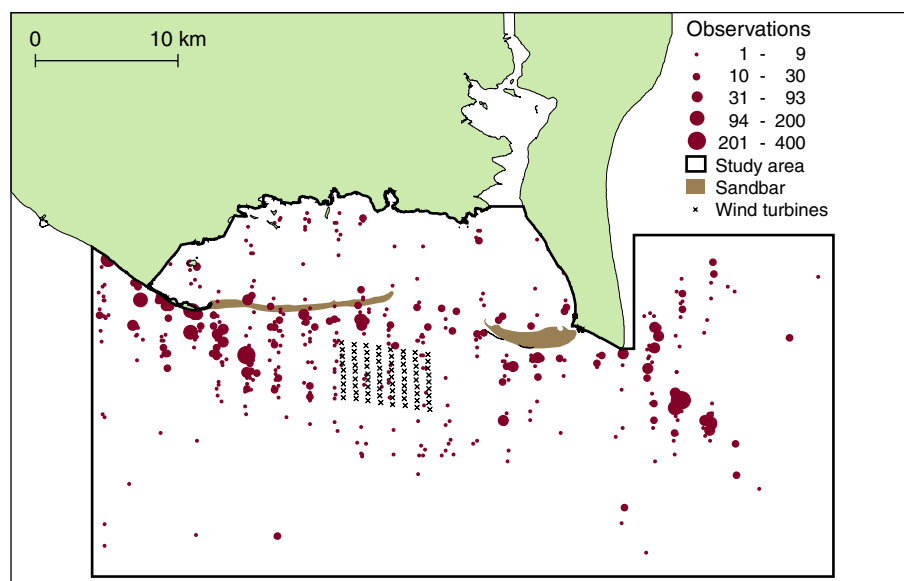 0 10 km
Observations
1 - 9
10 - 30
31 - 93
94 - 200
201 - 400
Study area
Sandbar
Wind turbines